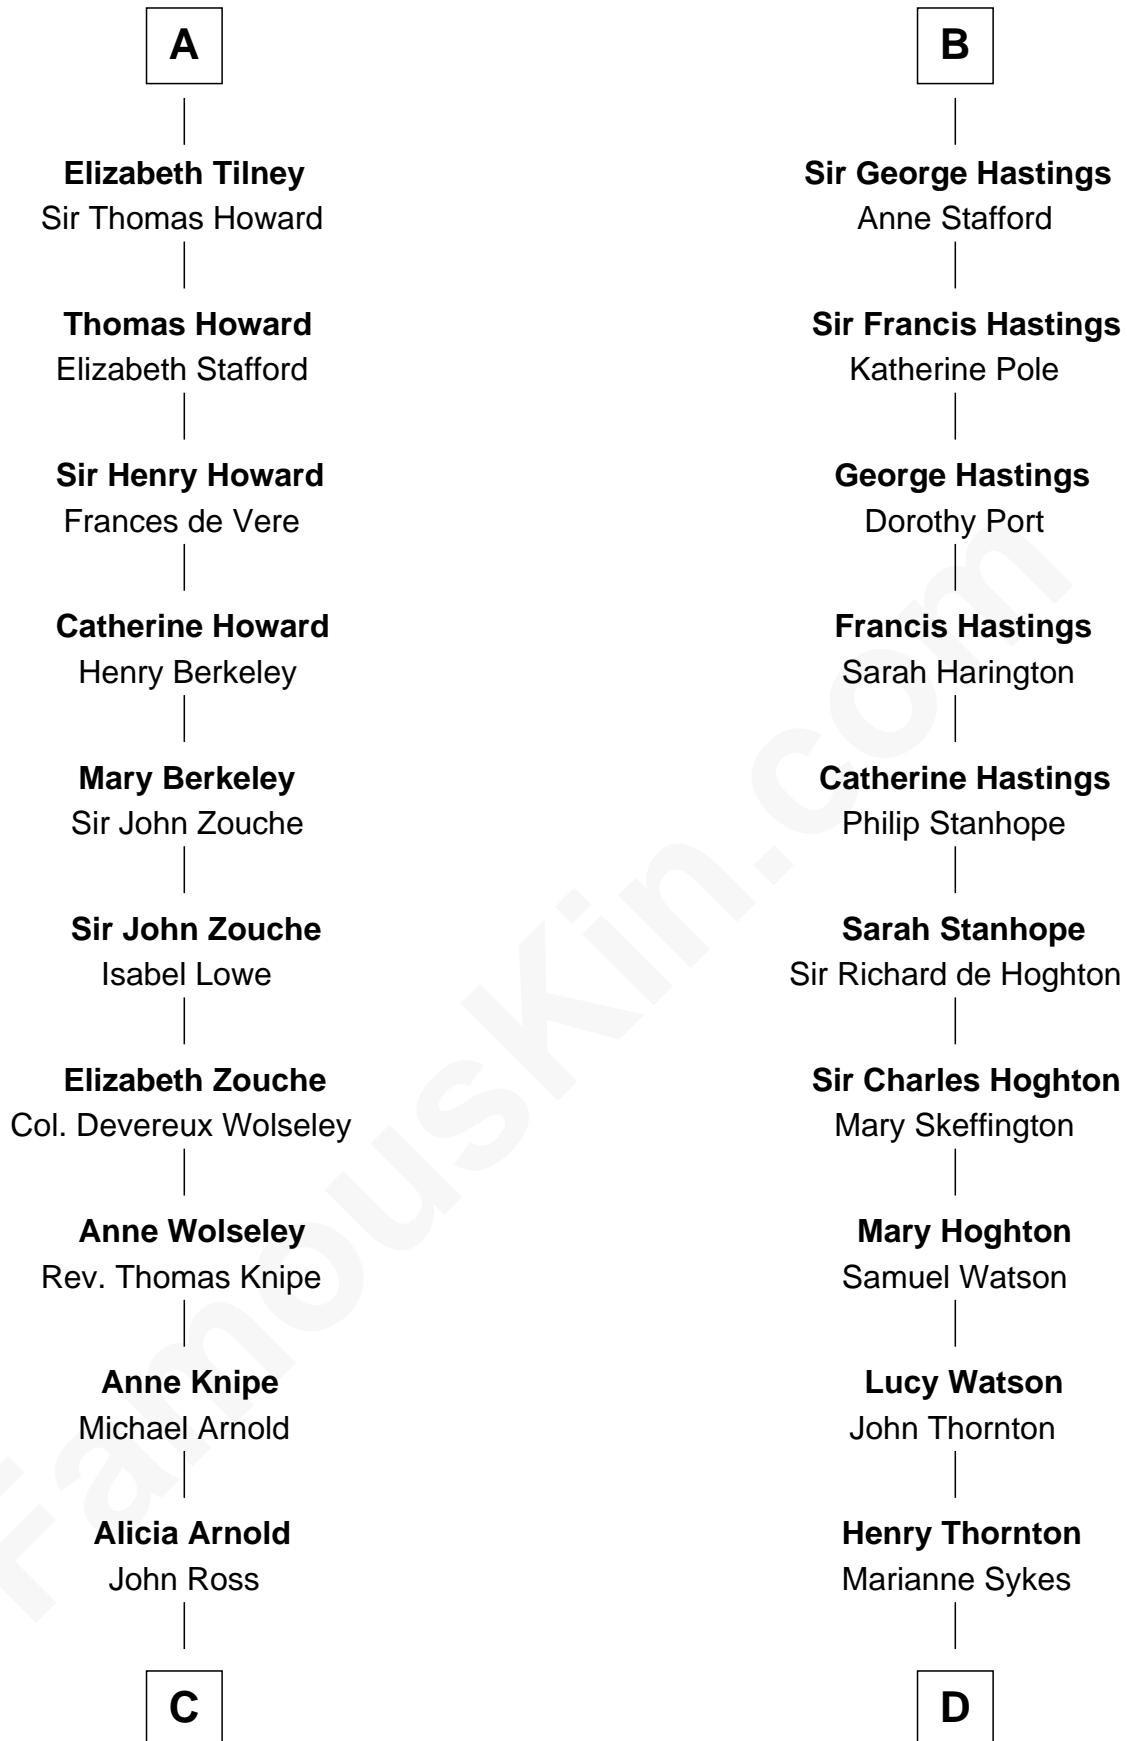 A
Elizabeth Tilney
Sir Thomas Howard
Thomas Howard
Elizabeth Stafford
Sir Henry Howard
Frances de Vere
Catherine Howard
Henry Berkeley
Mary Berkeley
Sir John Zouche
Sir John Zouche
Isabel Lowe
Elizabeth Zouche
Col. Devereux Wolseley
Anne Wolseley
Rev. Thomas Knipe
Anne Knipe
Michael Arnold
Alicia Arnold
John Ross
C
B
Sir George Hastings
Anne Stafford
Sir Francis Hastings
Katherine Pole
George Hastings
Dorothy Port
Francis Hastings
Sarah Harington
Catherine Hastings
Philip Stanhope
Sarah Stanhope
Sir Richard de Hoghton
Sir Charles Hoghton
Mary Skeffington
Mary Hoghton
Samuel Watson
Lucy Watson
John Thornton
Henry Thornton
Marianne Sykes
D
FamousKin.com